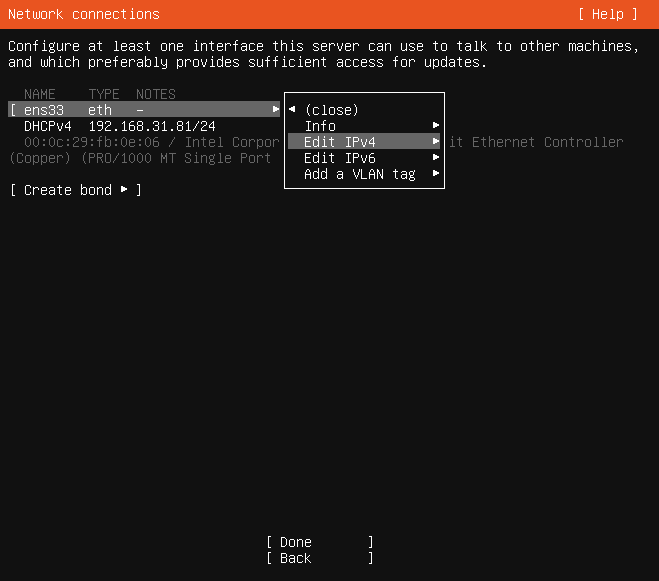 Network connections [ Help ]
Configure at least one interface this server can use to talk to other machines,
and which preferably provides sufficient access for updates.
NAME TYPE NOTES
[ ens33 eth – ▸ ◂ (close)
DHCPv4 192.168.31.81/24 Info ▸
00:0c:29:fb:0e:06 / Intel Corpor Edit IPv4 ▸ it Ethernet Controller
(Copper) (PRO/1000 MT Single Port Edit IPv6 ▸
Add a VLAN tag ▸
[ Create bond ▸ ]
[ Done ]
[ Back ]